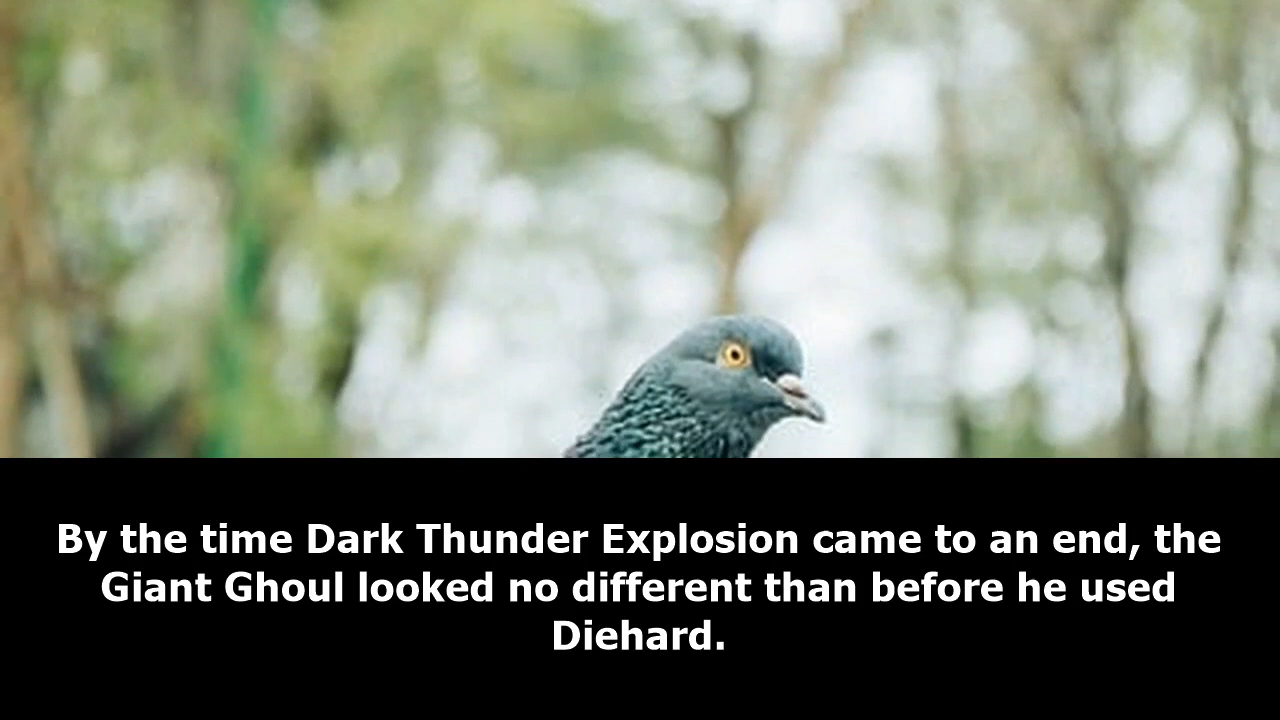 By the time Dark Thunder Explosion came to an end, the
Giant Ghoul looked no different than before he used
Diehard.